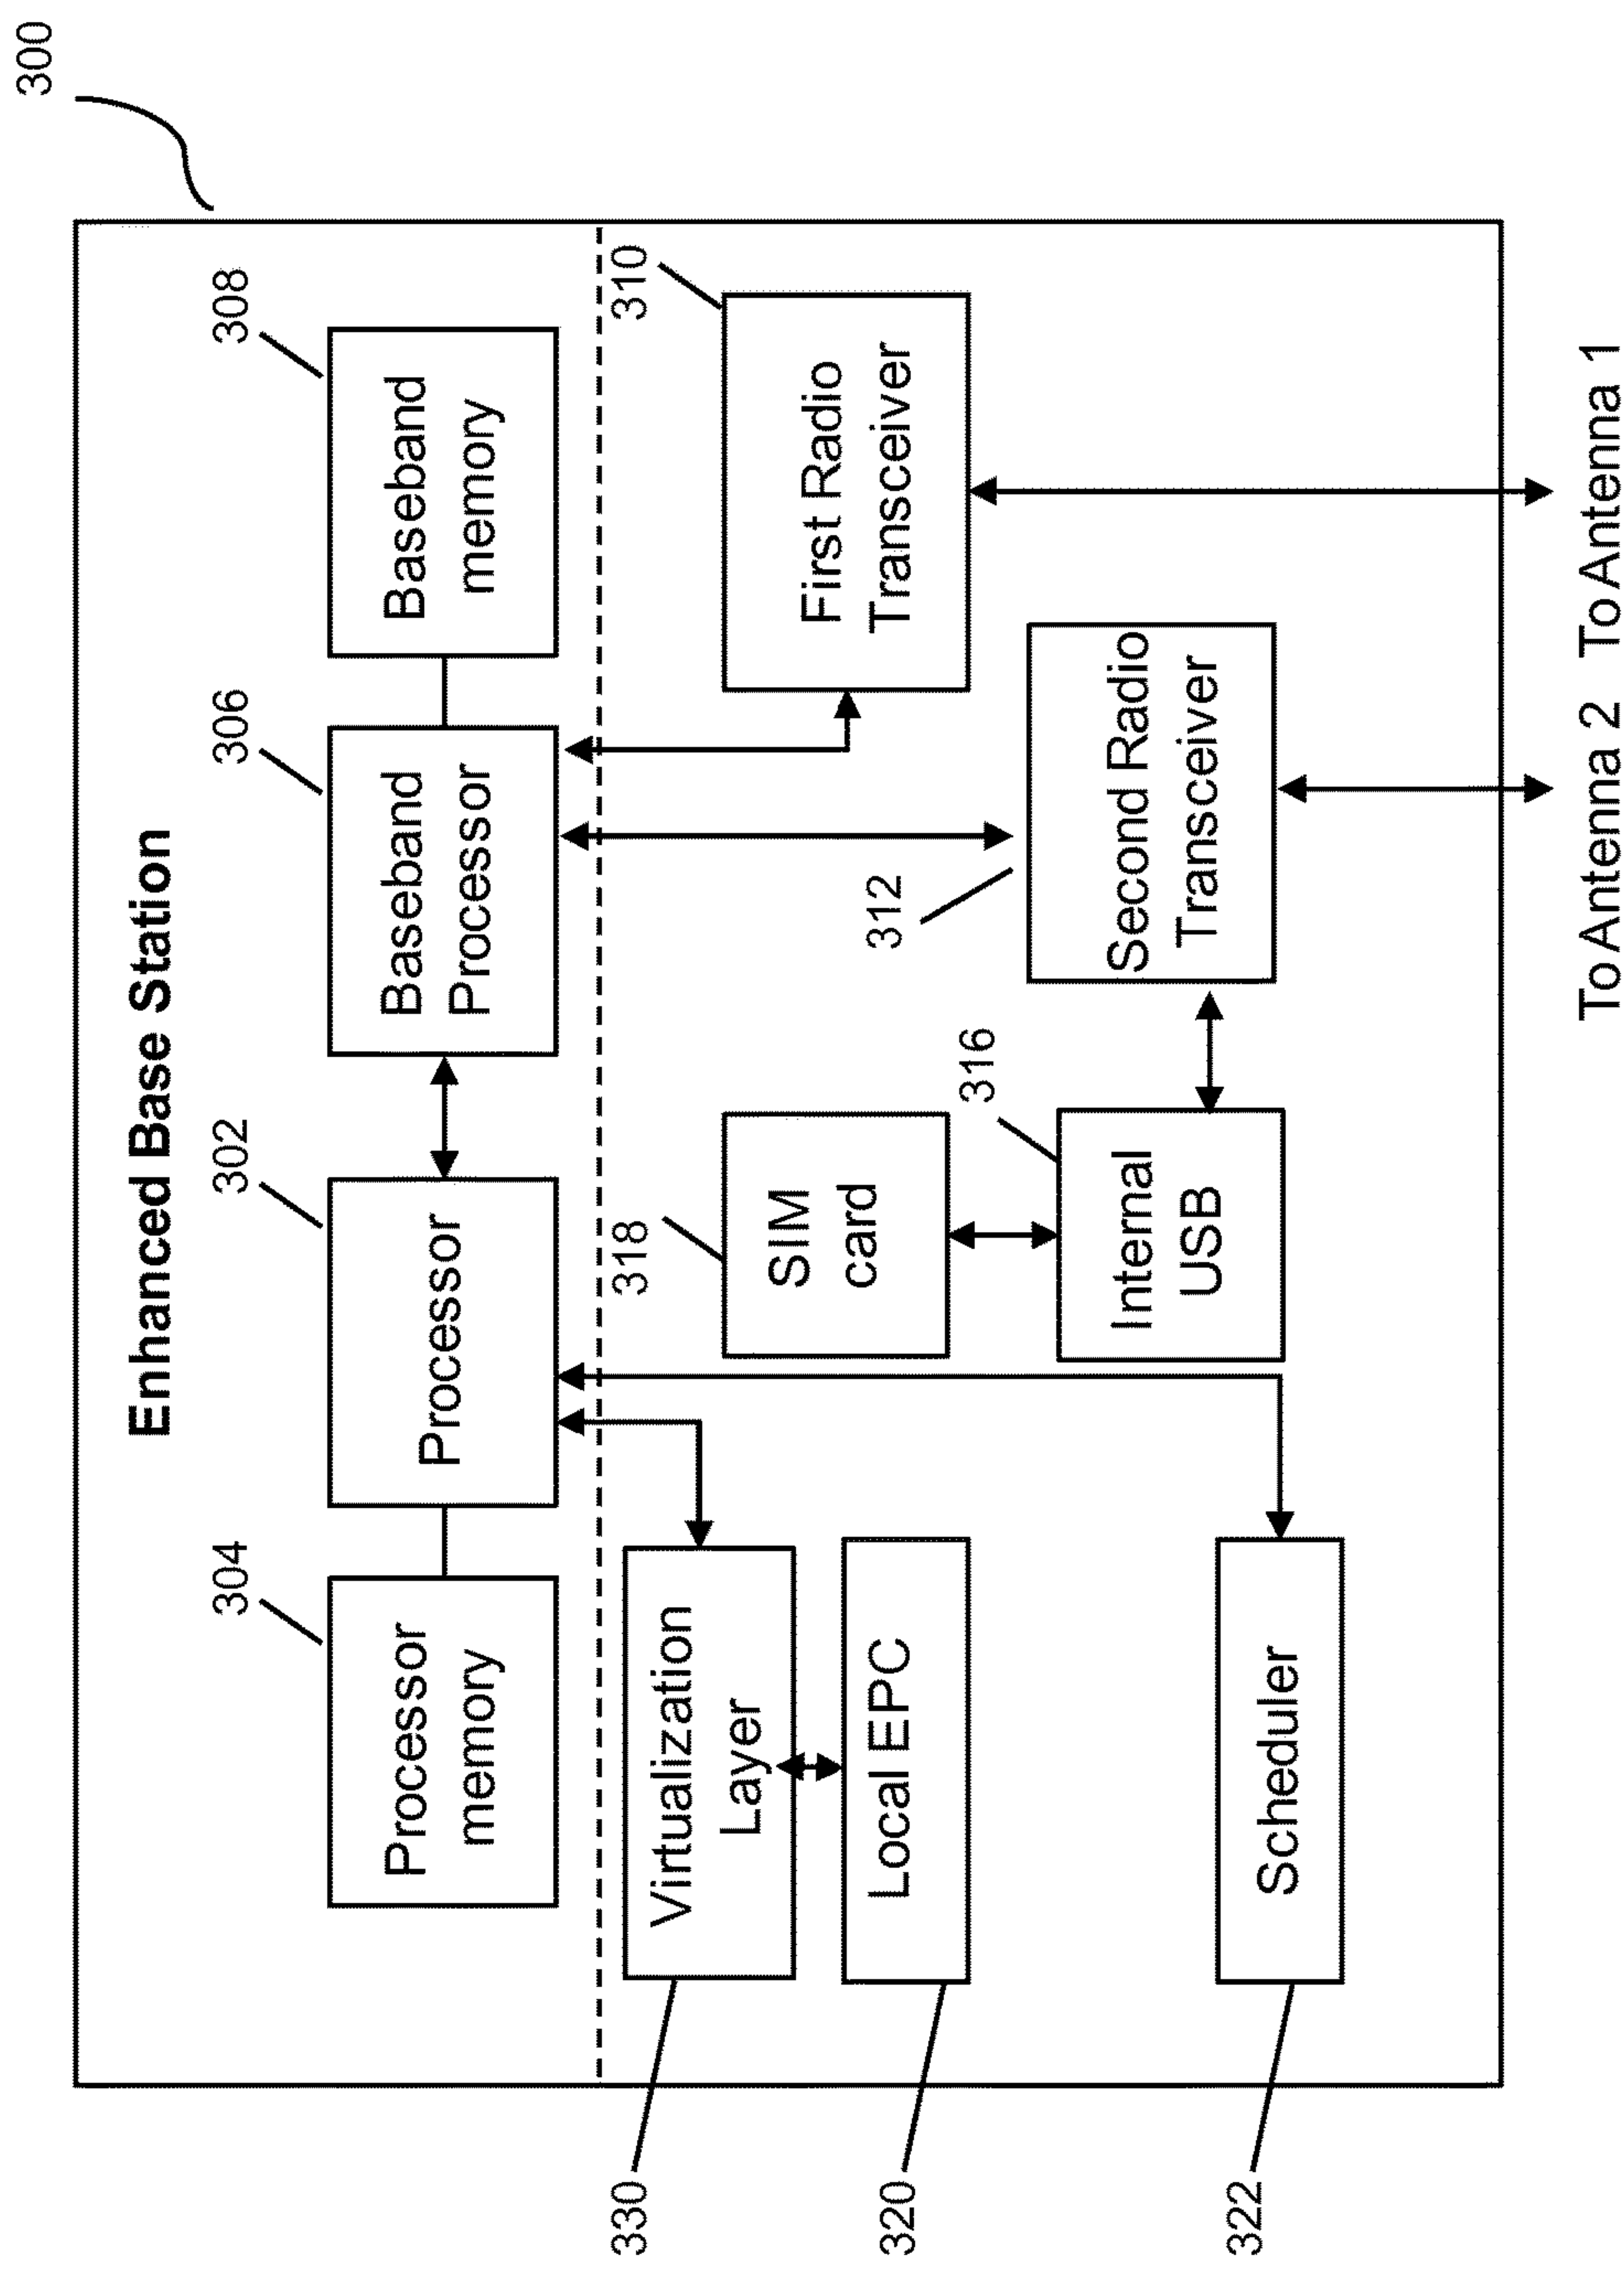 300
Enhanced Base Station
304
302
306
308
Processor
memory
Processor
Baseband
Processor
Baseband
memory
330
Virtualization
Layer
318
SIM
card
310
First Radio
Transceiver
320
Local EPC
312
316
Internal
USB
Second Radio
Transceiver
322
Scheduler
To Antenna 2
To Antenna 1